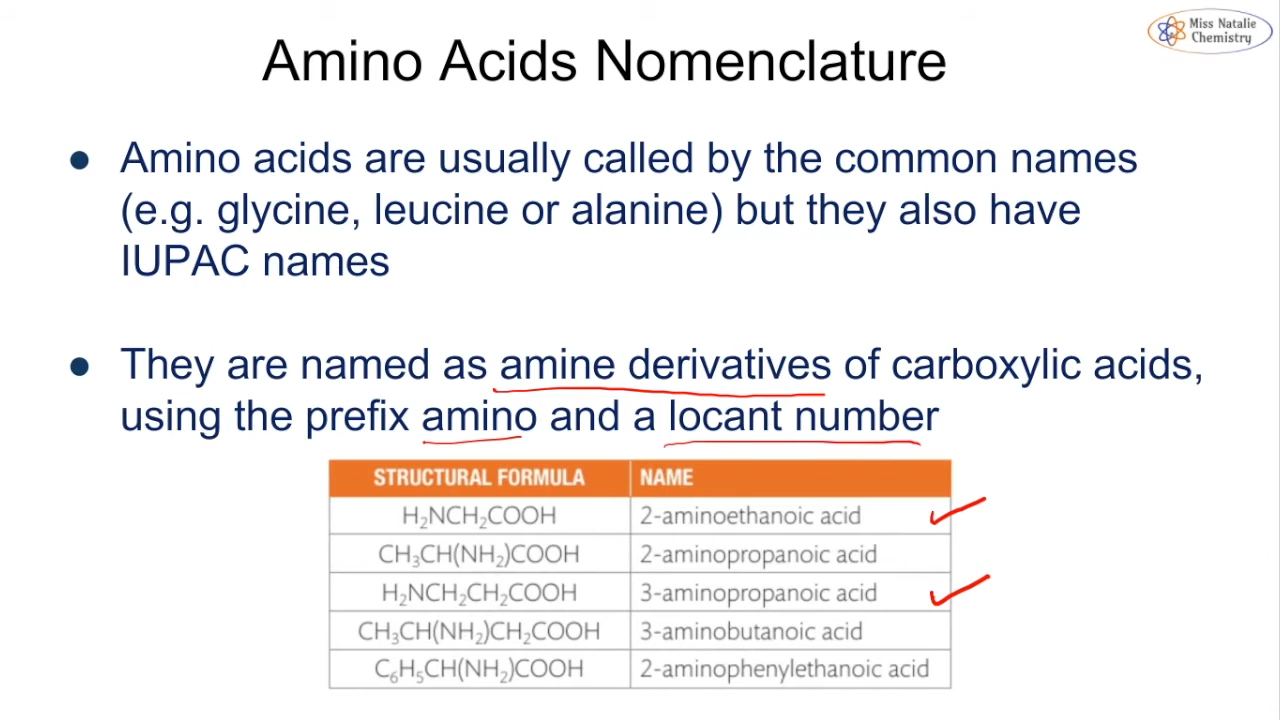 Miss Natalie
Chemistry
Amino Acids Nomenclature
● Amino acids are usually called by the common names
(e.g. glycine, leucine or alanine) but they also have
IUPAC names
● They are named as amine derivatives of carboxylic acids,
using the prefix amino and a locant number
STRUCTURAL FORMULA NAME
H₂NCH₂COOH 2-aminoethanoic acid
CH₃CH(NH₂)COOH 2-aminopropanoic acid
H₂NCH₂CH₂COOH 3-aminopropanoic acid
CH₃CH(NH₂)CH₂COOH 3-aminobutanoic acid
C₆H₅CH(NH₂)COOH 2-aminophenylethanoic acid